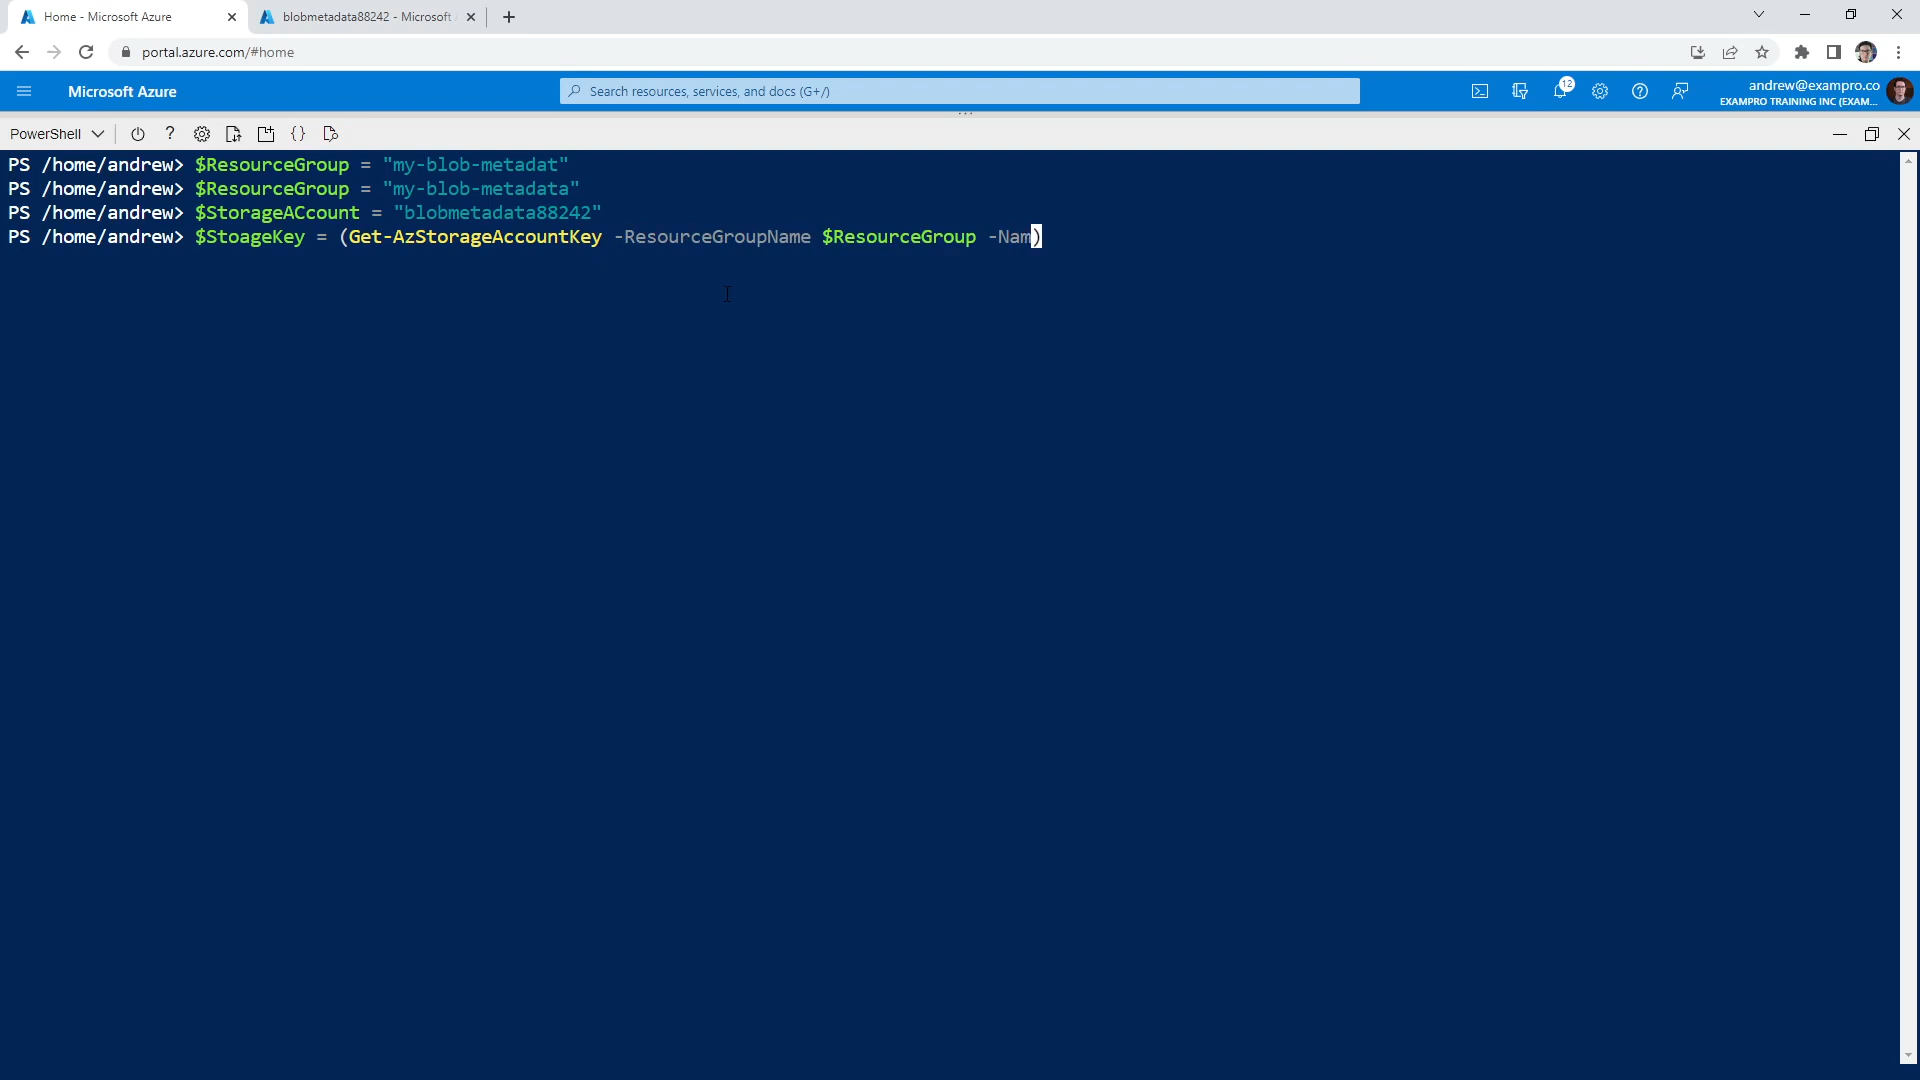 Home - Microsoft Azure
blobmetadata88242 - Microsoft
portal.azure.com/#home
Microsoft Azure
Search resources, services, and docs (G+/)
12
andrew@exampro.co
EXAMPRO TRAINING INC (EXAM...
PowerShell
PS /home/andrew> $ResourceGroup = "my-blob-metadat"
PS /home/andrew> $ResourceGroup = "my-blob-metadata"
PS /home/andrew> $StorageACcount = "blobmetadata88242"
PS /home/andrew> $StoageKey = (Get-AzStorageAccountKey -ResourceGroupName $ResourceGroup -Nam)